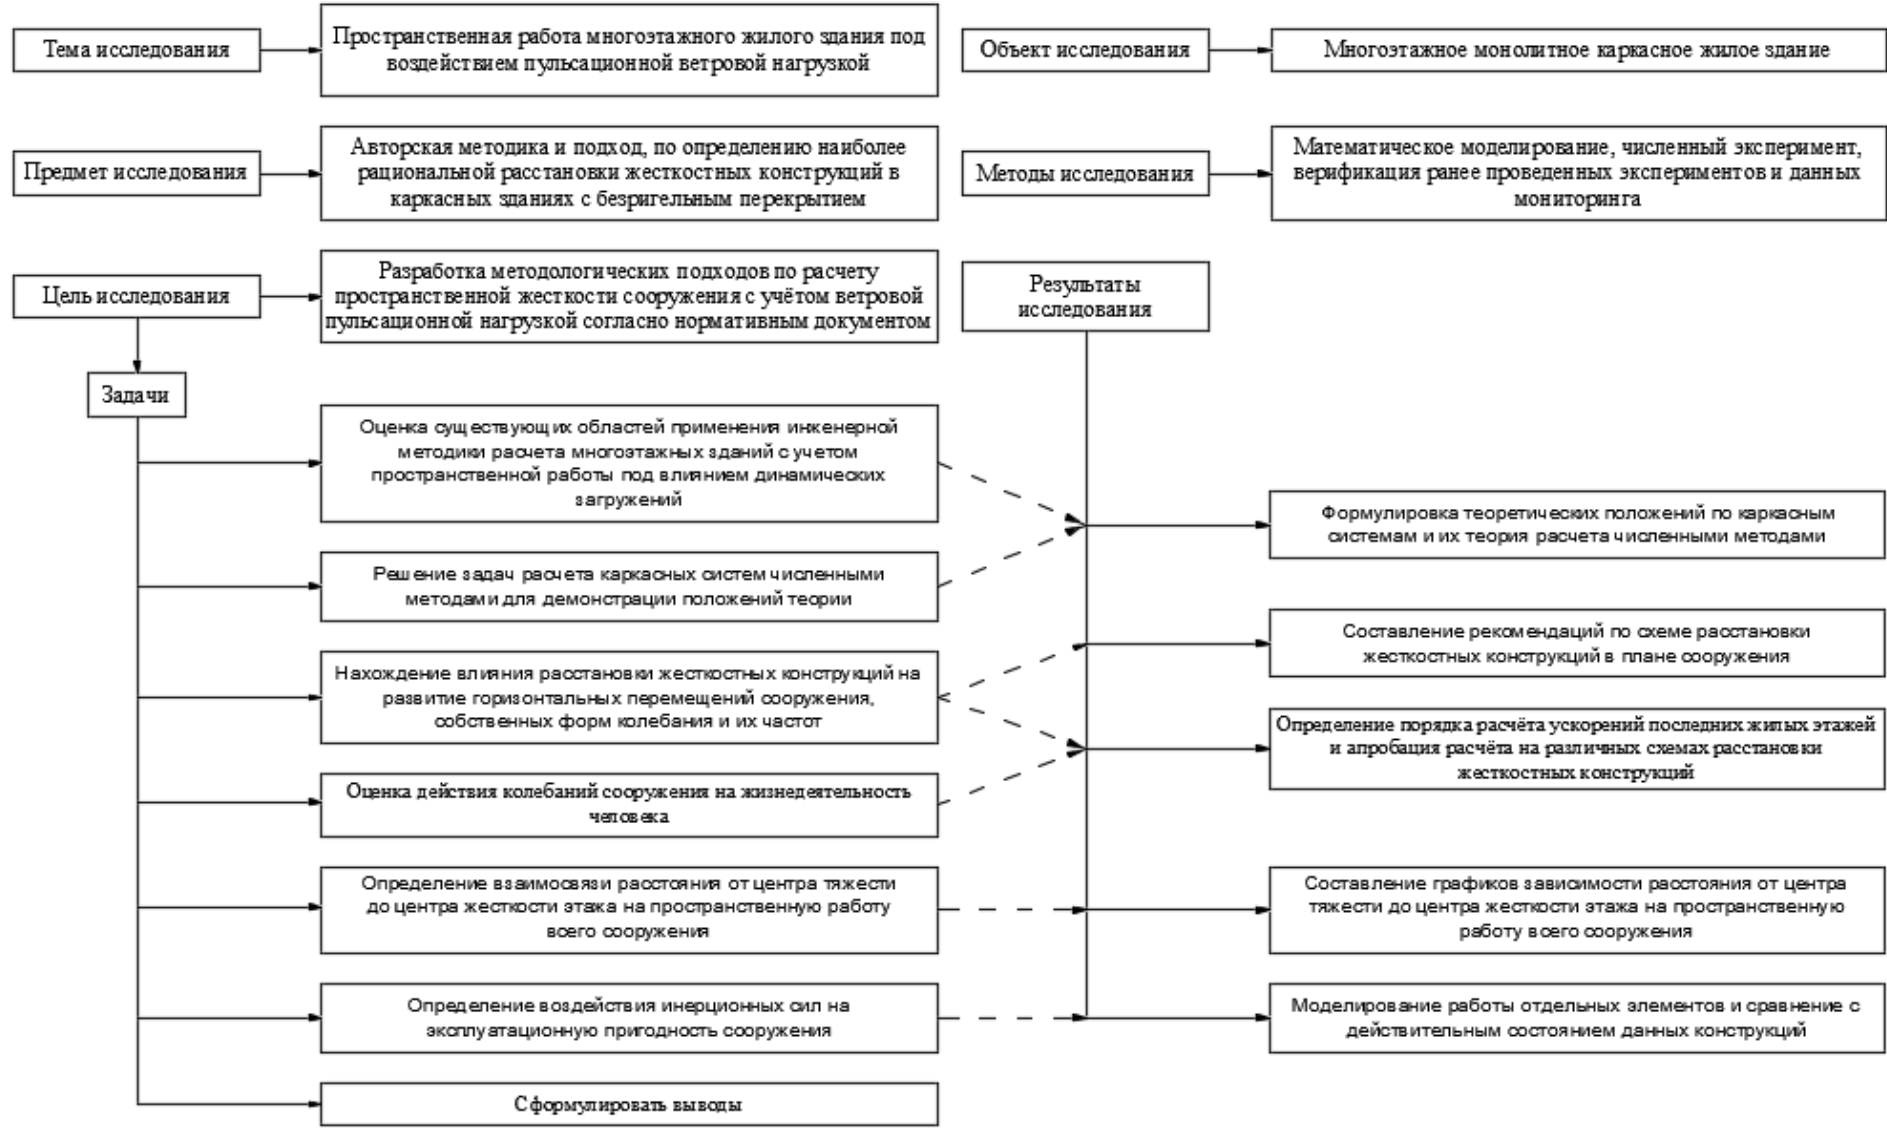 Тема исследования
Пространственная работа многоэтажного жилого здания под
воздействием пульсационной ветровой нагрузкой
Объект исследования
Многоэтажное монолитное каркасное жилое здание
Предмет исследования
Авторская методика и подход, по определению наиболее
рациональной расстановки жесткостных конструкций в
каркасных зданиях с безригельным перекрытием
Методы исследования
Математическое моделирование, численный эксперимент,
верификация ранее проведенных экспериментов и данных
мониторинга
Цель исследования
Разработка методологических подходов по расчету
пространственной жесткости сооружения с учётом ветровой
пульсационной нагрузкой согласно нормативным документом
Результаты
исследования
Задачи
Оценка существующих областей применения инженерной
методики расчета многоэтажных зданий с учетом
пространственной работы под влиянием динамических
загружений
Решение задач расчета каркасных систем численными
методами для демонстрации положений теории
Нахождение влияния расстановки жесткостных конструкций на
развитие горизонтальных перемещений сооружения,
собственных форм колебания и их частот
Оценка действия колебаний сооружения на жизнедеятельность
человека
Определение взаимосвязи расстояния от центра тяжести
до центра жесткости этажа на пространственную работу
всего сооружения
Определение воздействия инерционных сил на
эксплуатационную пригодность сооружения
Сформулировать выводы
Формулировка теоретических положений по каркасным
системам и их теория расчета численными методами
Составление рекомендаций по схеме расстановки
жесткостных конструкций в плане сооружения
Определение порядка расчёта ускорений последних жилых этажей
и апробация расчёта на различных схемах расстановки
жесткостных конструкций
Составление графиков зависимости расстояния от центра
тяжести до центра жесткости этажа на пространственную
работу всего сооружения
Моделирование работы отдельных элементов и сравнение с
действительным состоянием данных конструкций